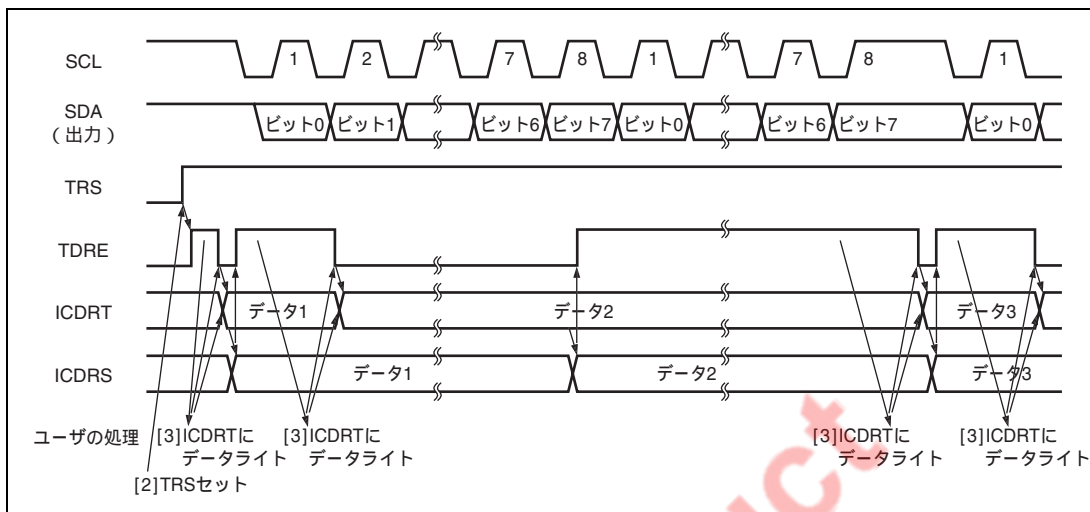 SCL 1 2 7 8 1 7 8 1
SDA
(出力)
ビット0 ビット1 ビット6 ビット7 ビット0 ビット6 ビット7 ビット0
TRS
TDRE
ICDRT データ1 データ2 データ3
ICDRS データ1 データ2 データ3
ユーザの処理 [3]ICDRTに [3]ICDRTに [3]ICDRTに [3]ICDRTに
データライト データライト データライト データライト
[2]TRSセット
uct